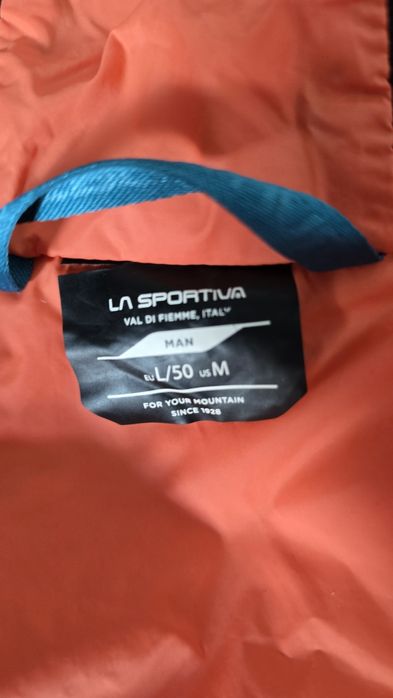 LA SPORTIVA
VAL DI FIEMME, ITALY
MAN
EU L/50 US M
FOR YOUR MOUNTAIN
SINCE 1928